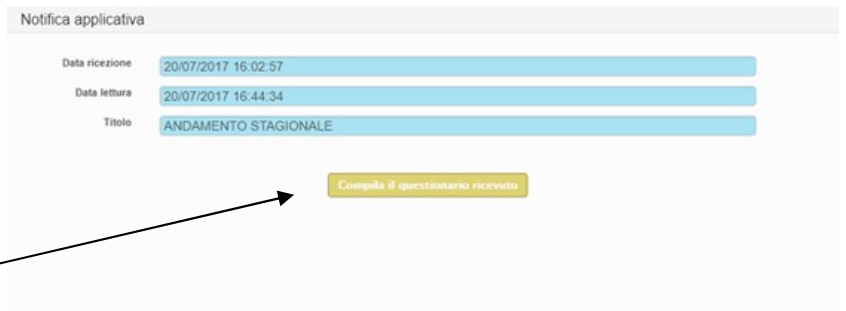 Notifica applicativa
Data ricezione 20/07/2017 16:02:57
Data lettura 20/07/2017 16:44:34
Titolo ANDAMENTO STAGIONALE
Compila il questionario ricevuto